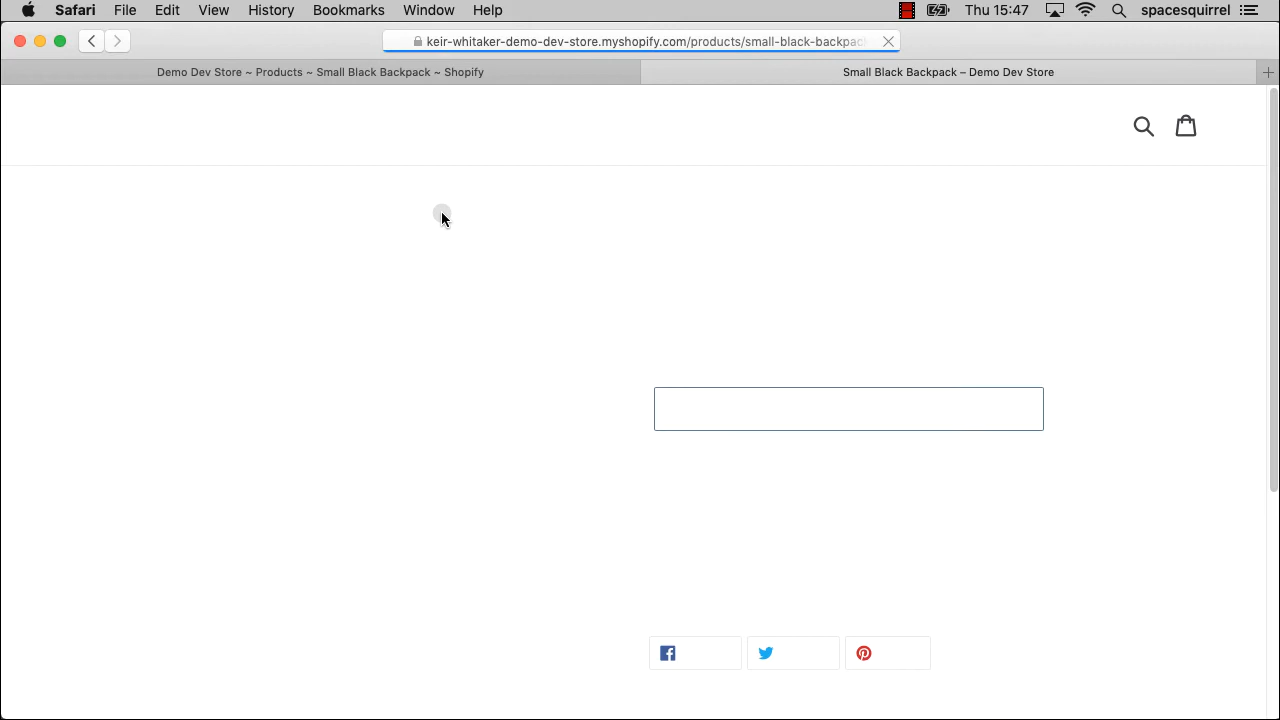 Safari File Edit View History Bookmarks Window Help Thu 15:47 spacesquirrel
keir-whitaker-demo-dev-store.myshopify.com/products/small-black-backpac
Demo Dev Store ~ Products ~ Small Black Backpack ~ Shopify
Small Black Backpack – Demo Dev Store